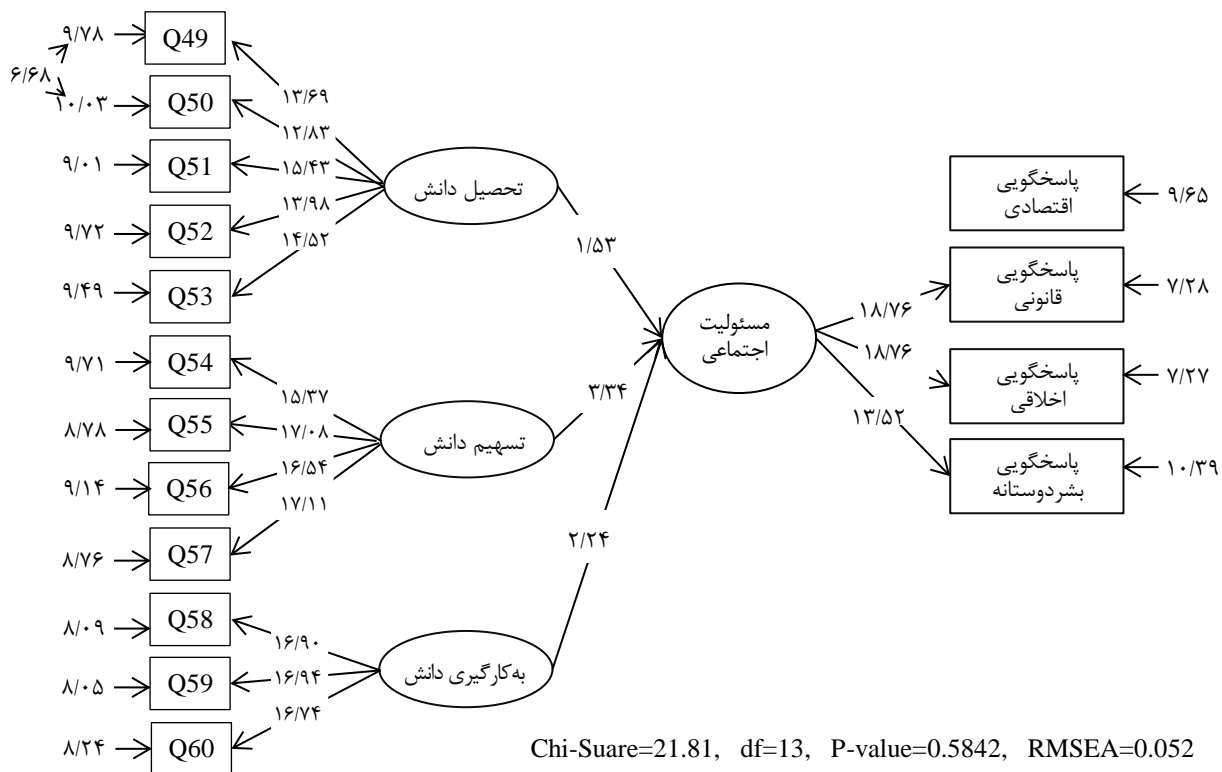 ۹/۷۸
Q49
۶/۶۸
۱۰/۰۳
Q50
۱۳/۶۹
۱۲/۸۳
۹/۰۱
Q51
۱۵/۴۳
تحصیل دانش
۹/۷۲
Q52
۱۳/۹۸
۱۴/۵۲
۹/۴۹
Q53
۱/۵۳
۹/۷۱
Q54
۱۵/۳۷
۸/۷۸
Q55
۱۷/۰۸
تسهیم دانش
۳/۳۴
۹/۱۴
Q56
۱۶/۵۴
۱۷/۱۱
۸/۷۶
Q57
۸/۰۹
Q58
۱۶/۹۰
۲/۲۴
۸/۰۵
Q59
۱۶/۹۴
به‌کارگیری دانش
۸/۲۴
Q60
۱۶/۷۴
مسئولیت
اجتماعی
پاسخگویی
اقتصادی
۹/۶۵
۱۸/۷۶
پاسخگویی
قانونی
۷/۲۸
۱۸/۷۶
پاسخگویی
اخلاقی
۷/۲۷
۱۳/۵۲
پاسخگویی
بشردوستانه
۱۰/۳۹
Chi-Suare=21.81, df=13, P-value=0.5842, RMSEA=0.052